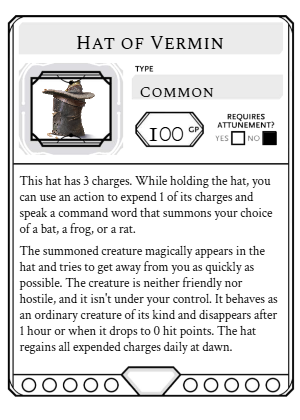 Hat of Vermin
TYPE
Common
100 GP
REQUIRES
ATTUNEMENT?
YES NO
This hat has 3 charges. While holding the hat, you
can use an action to expend 1 of its charges and
speak a command word that summons your choice
of a bat, a frog, or a rat.
The summoned creature magically appears in the
hat and tries to get away from you as quickly as
possible. The creature is neither friendly nor
hostile, and it isn't under your control. It behaves as
an ordinary creature of its kind and disappears after
1 hour or when it drops to 0 hit points. The hat
regains all expended charges daily at dawn.